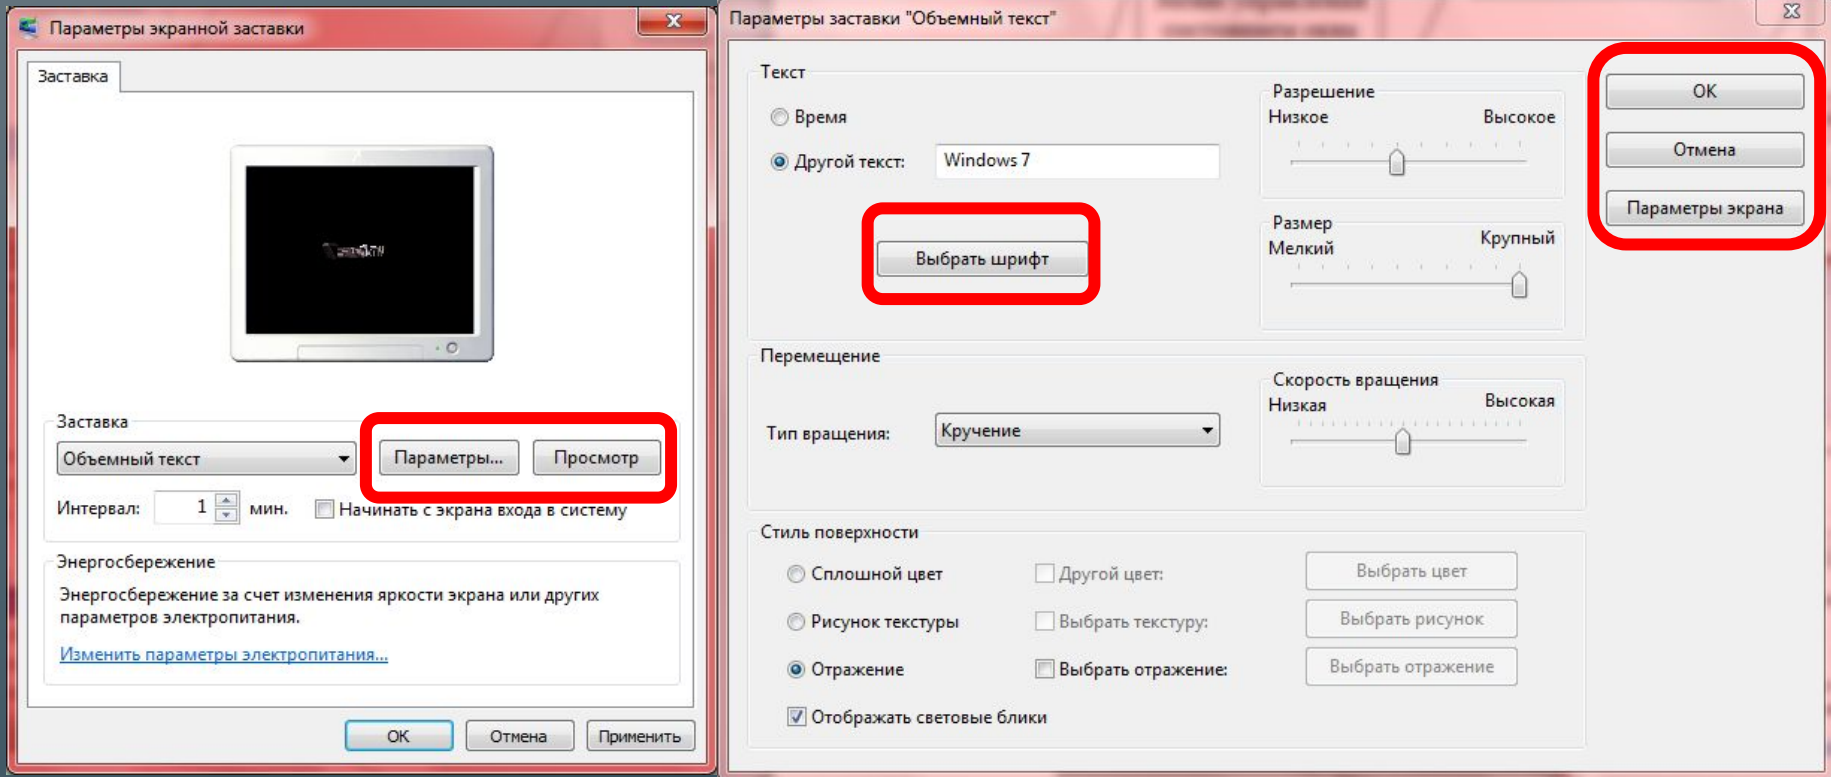 Параметры экранной заставки
Заставка
Заставка
Объемный текст
Параметры...
Просмотр
Интервал:
1
мин.
Начинать с экрана входа в систему
Энергосбережение
Энергосбережение за счет изменения яркости экрана или других
параметров электропитания.
Изменить параметры электропитания...
ОК
Отмена
Применить
Параметры заставки "Объемный текст"
Текст
Время
Другой текст:
Windows 7
Выбрать шрифт
Разрешение
Низкое
Высокое
Размер
Мелкий
Крупный
ОК
Отмена
Параметры экрана
Перемещение
Тип вращения:
Кручение
Скорость вращения
Низкая
Высокая
Стиль поверхности
Сплошной цвет
Другой цвет:
Выбрать цвет
Рисунок текстуры
Выбрать текстуру:
Выбрать рисунок
Отражение
Выбрать отражение:
Выбрать отражение
Отображать световые блики